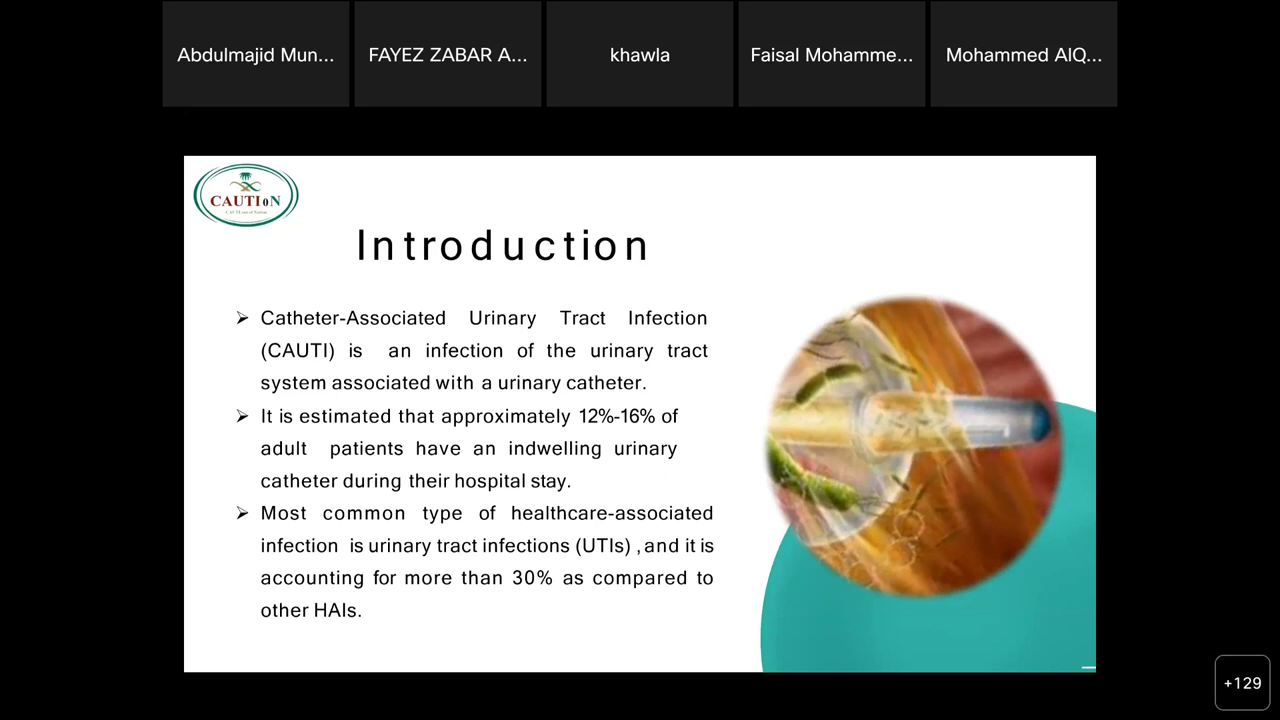 Abdulmajid Mun...
FAYEZ ZABAR A...
khawla
Faisal Mohamme...
Mohammed AlQ...
CAUTIoN
Introduction
➢ Catheter-Associated Urinary Tract Infection
(CAUTI) is an infection of the urinary tract
system associated with a urinary catheter.
➢ It is estimated that approximately 12%-16% of
adult patients have an indwelling urinary
catheter during their hospital stay.
➢ Most common type of healthcare-associated
infection is urinary tract infections (UTIs) , and it is
accounting for more than 30% as compared to
other HAIs.
+129